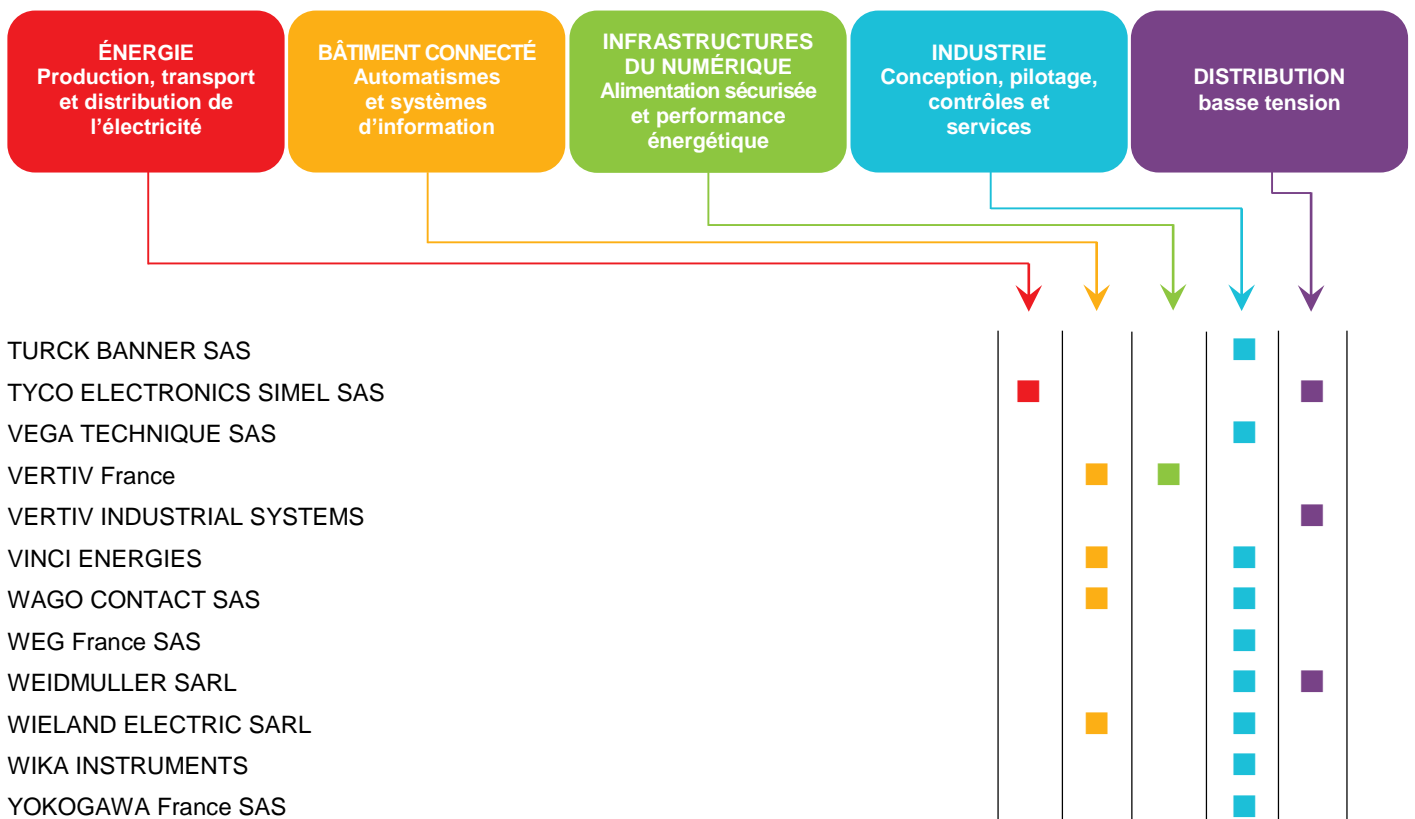 ÉNERGIE
Production, transport
et distribution de
l’électricité
BÂTIMENT CONNECTÉ
Automatismes
et systèmes
d’information
INFRASTRUCTURES
DU NUMÉRIQUE
Alimentation sécurisée
et performance
énergétique
INDUSTRIE
Conception, pilotage,
contrôles et
services
DISTRIBUTION
basse tension
TURCK BANNER SAS
TYCO ELECTRONICS SIMEL SAS
VEGA TECHNIQUE SAS
VERTIV France
VERTIV INDUSTRIAL SYSTEMS
VINCI ENERGIES
WAGO CONTACT SAS
WEG France SAS
WEIDMULLER SARL
WIELAND ELECTRIC SARL
WIKA INSTRUMENTS
YOKOGAWA France SAS